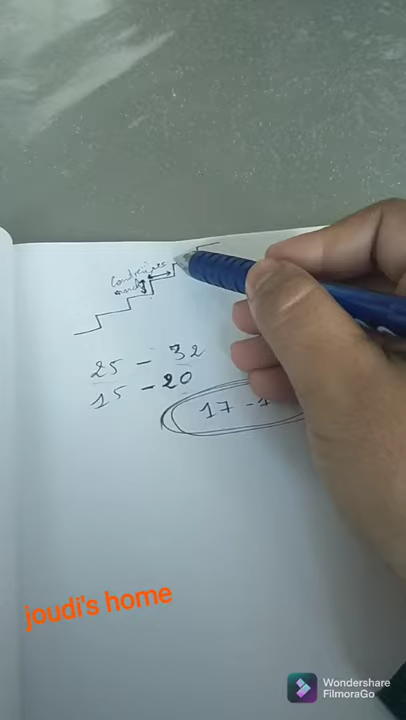 25 - 32
15 - 20
17 -
joudi's home
Wondershare
FilmoraGo